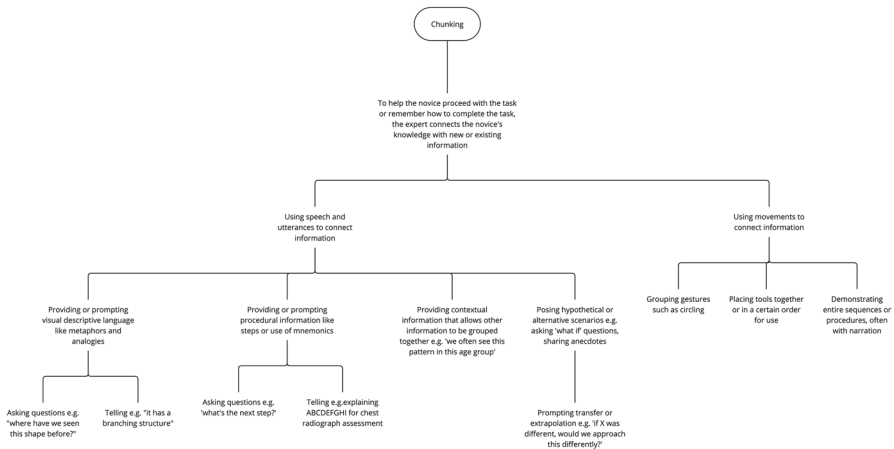 Chunking
To help the novice proceed with the task
or remember how to complete the task,
the expert connects the novice's
knowledge with new or existing
information
Using speech and
utterances to connect
information
Using movements to
connect information
Providing or prompting
visual descriptive language
like metaphors and
analogies
Providing or prompting
procedural information like
steps or use of mnemonics
Providing contextual
information that allows other
information to be grouped
together e.g. 'we often see this
pattern in this age group'
Posing hypothetical or
alternative scenarios e.g.
asking 'what if' questions,
sharing anecdotes
Grouping gestures
such as circling
Placing tools together
or in a certain order
for use
Demonstrating
entire sequences or
procedures, often
with narration
Asking questions e.g.
"where have we seen
this shape before?"
Telling e.g. "it has a
branching structure"
Asking questions e.g.
'what's the next step?'
Telling e.g.explaining
ABCDEFGHI for chest
radiograph assessment
Prompting transfer or
extrapolation e.g. 'if X was
different, would we approach
this differently?'